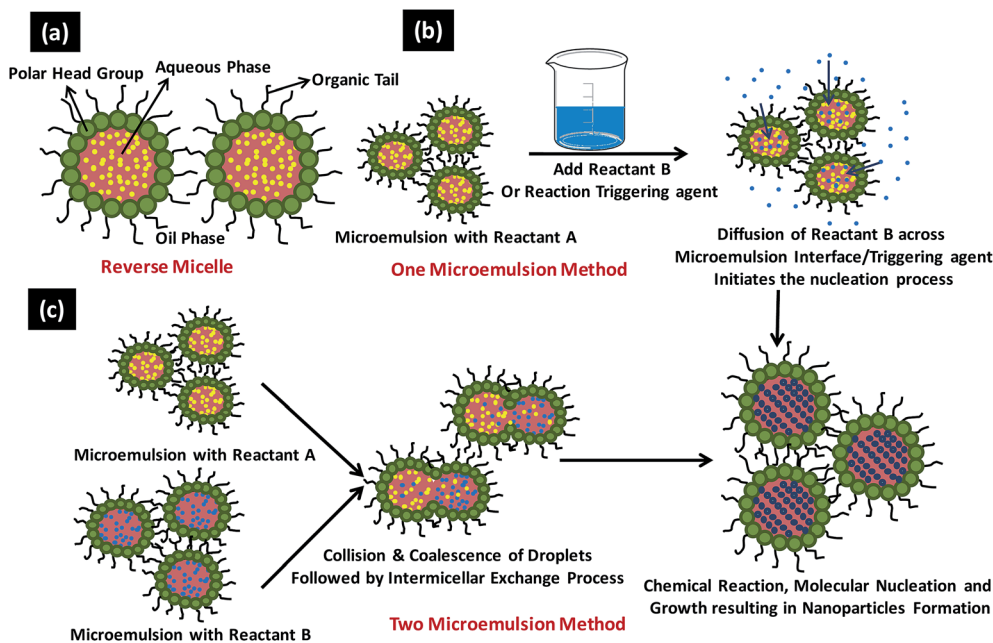 (a)
Polar Head Group
Aqueous Phase
Organic Tail
Oil Phase
Reverse Micelle
(b)
Microemulsion with Reactant A
Add Reactant B
Or Reaction Triggering agent
One Microemulsion Method
Diffusion of Reactant B across
Microemulsion Interface/Triggering agent
Initiates the nucleation process
(c)
Microemulsion with Reactant A
Microemulsion with Reactant B
Collision & Coalescence of Droplets
Followed by Intermicellar Exchange Process
Two Microemulsion Method
Chemical Reaction, Molecular Nucleation and
Growth resulting in Nanoparticles Formation